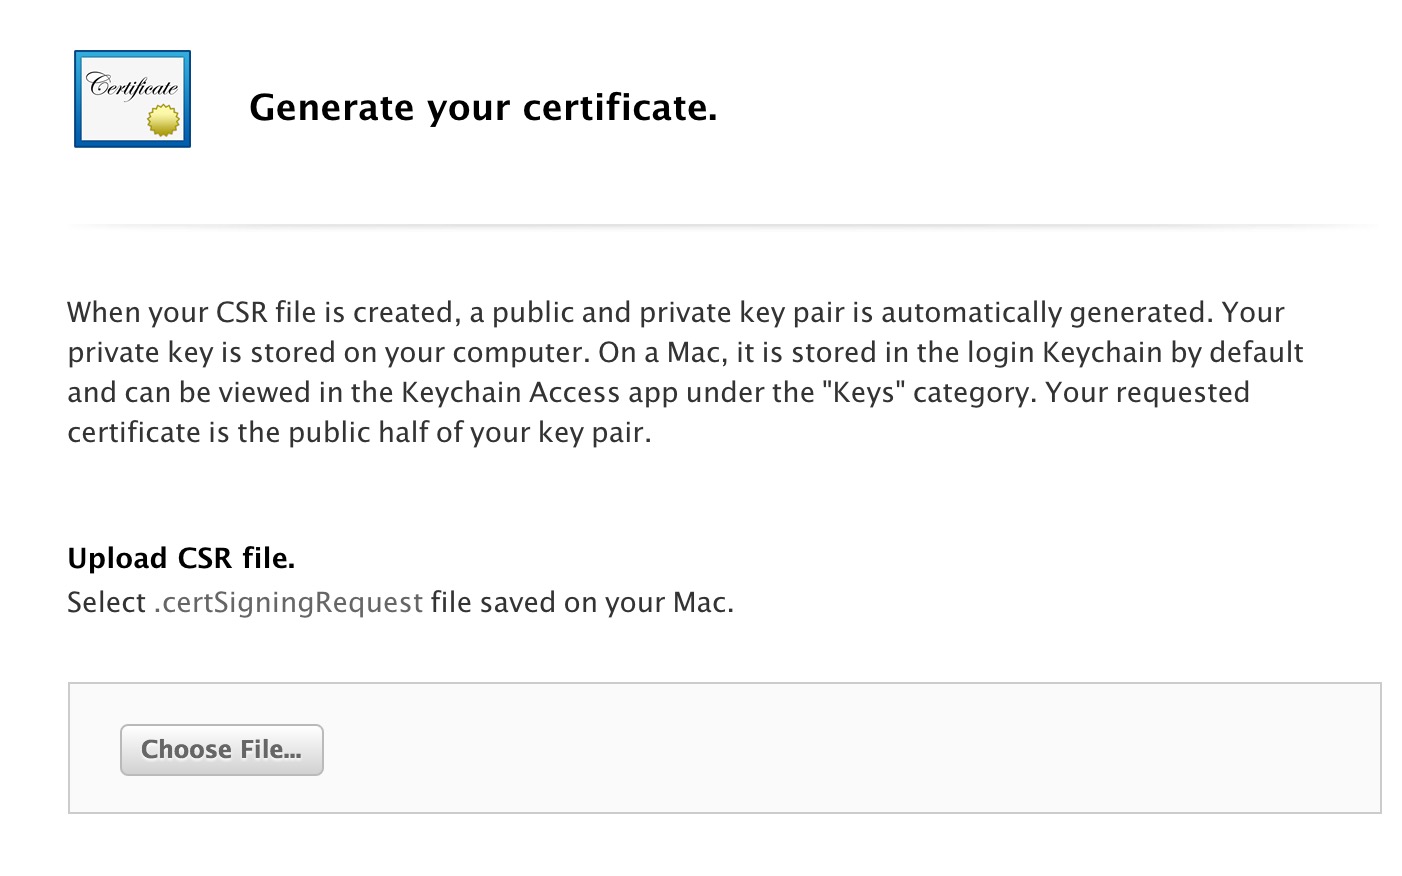 Certificate
Generate your certificate.
When your CSR file is created, a public and private key pair is automatically generated. Your
private key is stored on your computer. On a Mac, it is stored in the login Keychain by default
and can be viewed in the Keychain Access app under the "Keys" category. Your requested
certificate is the public half of your key pair.
Upload CSR file.
Select .certSigningRequest file saved on your Mac.
Choose File...